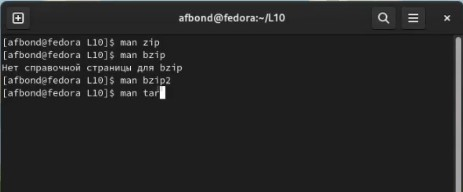 afbond@fedora:~/L10
[afbond@fedora L10]$ man zip
[afbond@fedora L10]$ man bzip
Нет справочной страницы для bzip
[afbond@fedora L10]$ man bzip2
[afbond@fedora L10]$ man tar